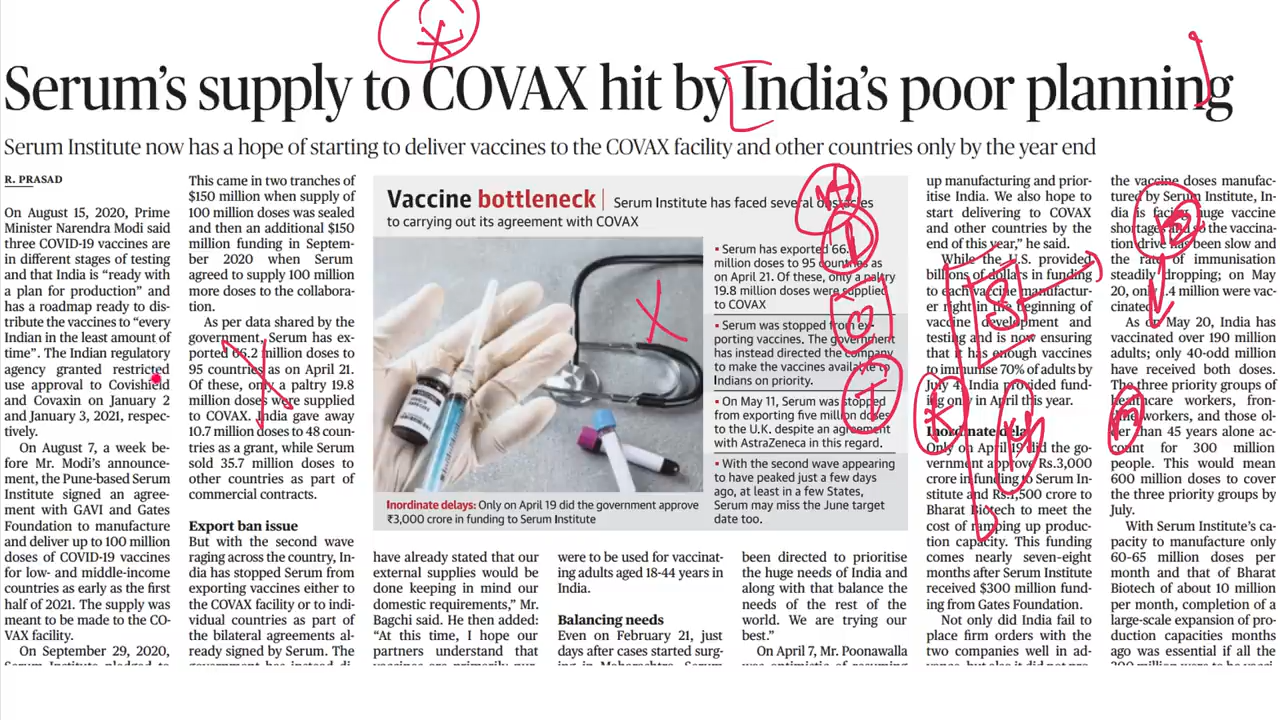 Serum's supply to COVAX hit by India's poor planning
Serum Institute now has a hope of starting to deliver vaccines to the COVAX facility and other countries only by the year end
R. PRASAD
On August 15, 2020, Prime
Minister Narendra Modi said
three COVID-19 vaccines are
in different stages of testing
and that India is "ready with
a plan for production" and
has a roadmap ready to dis-
tribute the vaccines to "every
Indian in the least amount of
time". The Indian regulatory
agency granted restricted
use approval to Covishield
and Covaxin on January 2
and January 3, 2021, respec-
tively.
On August 7, a week be-
fore Mr. Modi's announce-
ment, the Pune-based Serum
Institute signed an agree-
ment with GAVI and Gates
Foundation to manufacture
and deliver up to 100 million
doses of COVID-19 vaccines
for low- and middle-income
countries as early as the first
half of 2021. The supply was
meant to be made to the CO-
VAX facility.
On September 29, 2020,
Serum Institute pledged to
This came in two tranches of
$150 million when supply of
100 million doses was sealed
and then an additional $150
million funding in Septem-
ber 2020 when Serum
agreed to supply 100 million
more doses to the collabora-
tion.
As per data shared by the
government, Serum has ex-
ported 66.2 million doses to
95 countries as on April 21.
Of these, only a paltry 19.8
million doses were supplied
to COVAX. India gave away
10.7 million doses to 48 coun-
tries as a grant, while Serum
sold 35.7 million doses to
other countries as part of
commercial contracts.
Export ban issue
But with the second wave
raging across the country, In-
dia has stopped Serum from
exporting vaccines either to
the COVAX facility or to indi-
vidual countries as part of
the bilateral agreements al-
ready signed by Serum. The
government has instead di-
Vaccine bottleneck | Serum Institute has faced several obstacles
to carrying out its agreement with COVAX
▪ Serum has exported 66.
million doses to 95 countries as
on April 21. Of these, only a paltry
19.8 million doses were supplied
to COVAX
▪ Serum was stopped from ex-
porting vaccines. The government
has instead directed the company
to make the vaccines available to
Indians on priority.
▪ On May 11, Serum was stopped
from exporting five million doses
to the U.K. despite an agreement
with AstraZeneca in this regard.
▪ With the second wave appearing
to have peaked just a few days
ago, at least in a few States,
Serum may miss the June target
date too.
Inordinate delays: Only on April 19 did the government approve
₹3,000 crore in funding to Serum Institute
have already stated that our
external supplies would be
done keeping in mind our
domestic requirements," Mr.
Bagchi said. He then added:
"At this time, I hope our
partners understand that
vaccines are primarily our
were to be used for vaccinat-
ing adults aged 18-44 years in
India.
Balancing needs
Even on February 21, just
days after cases started surg-
ing in Maharashtra, Serum
been directed to prioritise
the huge needs of India and
along with that balance the
needs of the rest of the
world. We are trying our
best."
On April 7, Mr. Poonawalla
was optimistic of resuming
up manufacturing and prior-
itise India. We also hope to
start delivering to COVAX
and other countries by the
end of this year," he said.
While the U.S. provided
billions of dollars in funding
to each vaccine manufactur-
er right in the beginning of
vaccine development and
testing and is now ensuring
that it has enough vaccines
to immunise 70% of adults by
July 4, India provided fund-
ing only in April this year.
Inordinate delay
Only on April 19 did the go-
vernment approve Rs.3,000
crore in funding to Serum In-
stitute and Rs.1,500 crore to
Bharat Biotech to meet the
cost of ramping up produc-
tion capacity. This funding
comes nearly seven-eight
months after Serum Institute
received $300 million fund-
ing from Gates Foundation.
Not only did India fail to
place firm orders with the
two companies well in ad-
vance, but also it did not
the vaccine doses manufac-
tured by Serum Institute, In-
dia is facing huge vaccine
shortages and so the vaccina-
tion drive has been slow and
the rate of immunisation
steadily dropping; on May
20, only 1.4 million were vac-
cinated.
As on May 20, India has
vaccinated over 190 million
adults; only 40-odd million
have received both doses.
The three priority groups of
healthcare workers, fron-
tline workers, and those ol-
der than 45 years alone ac-
count for 300 million
people. This would mean
600 million doses to cover
the three priority groups by
July.
With Serum Institute's ca-
pacity to manufacture only
60-65 million doses per
month and that of Bharat
Biotech of about 10 million
per month, completion of a
large-scale expansion of pro-
duction capacities months
ago was essential if all the
300 million were to be vacci-